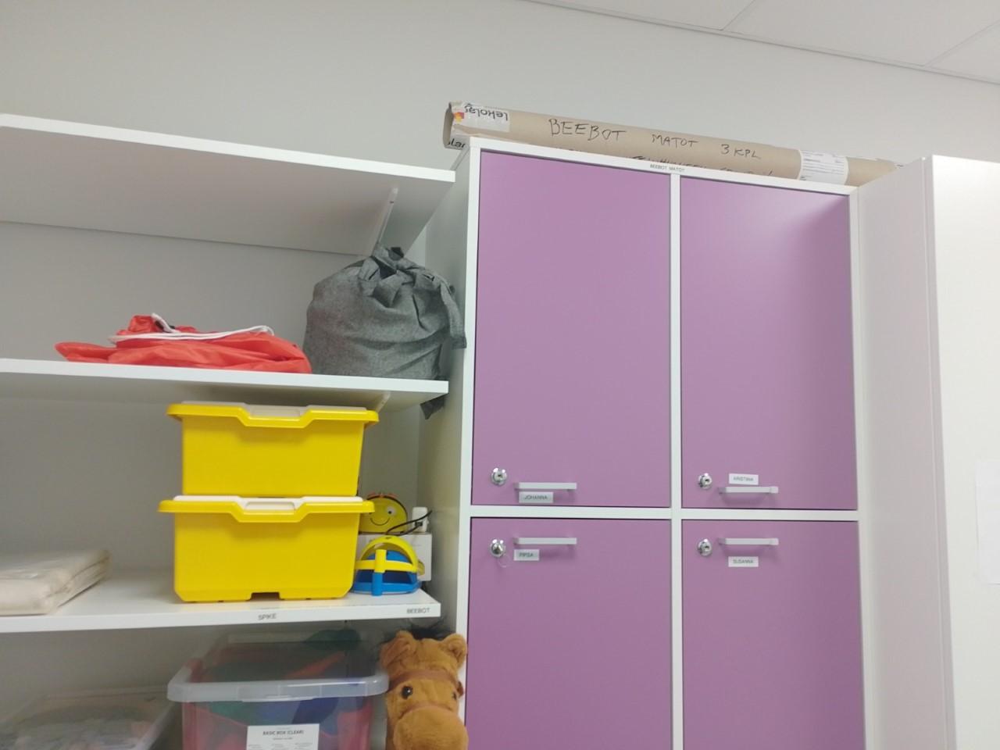 Lekolar
BEEBOT MATOT 3 KPL
BEEBOT MATOT
JOHANNA
KRISTIINA
PIPSA
SUSANNA
SPIKE
BEEBOT
BASIC BOX (CLEAR)